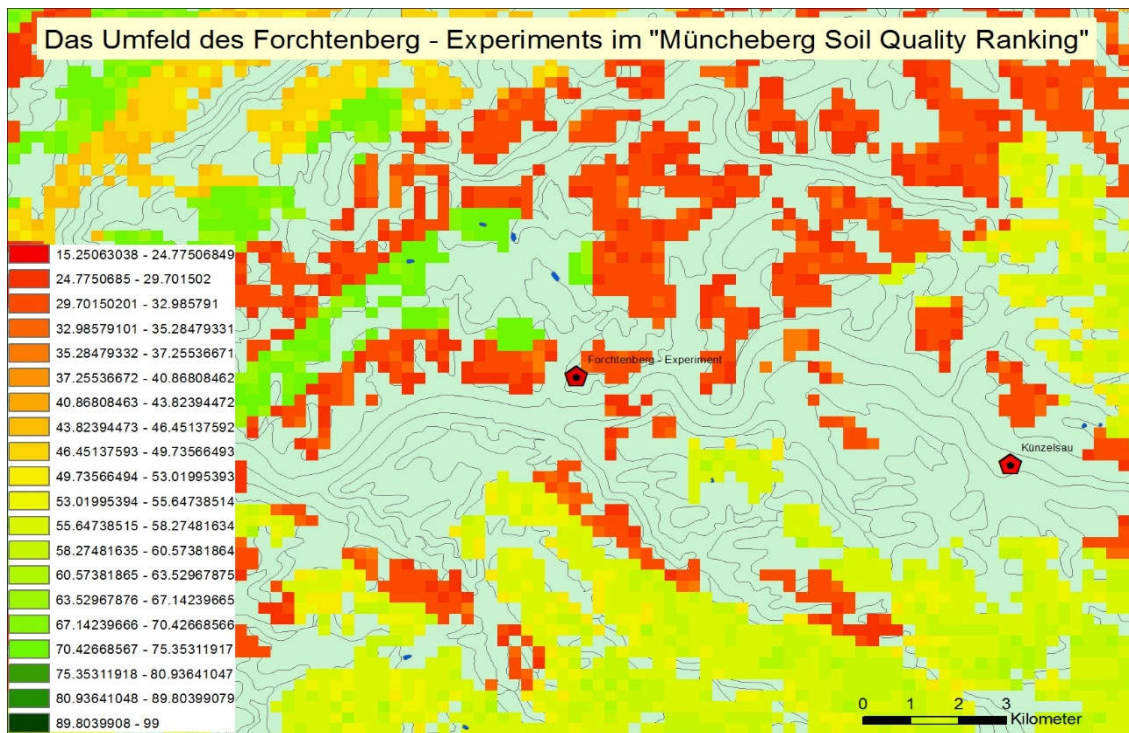 Das Umfeld des Forchtenberg - Experiments im "Müncheberg Soil Quality Ranking"
15.25063038 - 24.77506849
24.7750685 - 29.701502
29.70150201 - 32.985791
32.98579101 - 35.28479331
35.28479332 - 37.25536671
37.25536672 - 40.86808462
40.86808463 - 43.82394472
43.82394473 - 46.45137592
46.45137593 - 49.73566493
49.73566494 - 53.01995393
53.01995394 - 55.64738514
55.64738515 - 58.27481634
58.27481635 - 60.57381864
60.57381865 - 63.52967875
63.52967876 - 67.14239665
67.14239666 - 70.42668566
70.42668567 - 75.35311917
75.35311918 - 80.93641047
80.93641048 - 89.80399079
89.8039908 - 99
Forchtenberg - Experiment
Künzelsau
0 1 2 3
Kilometer